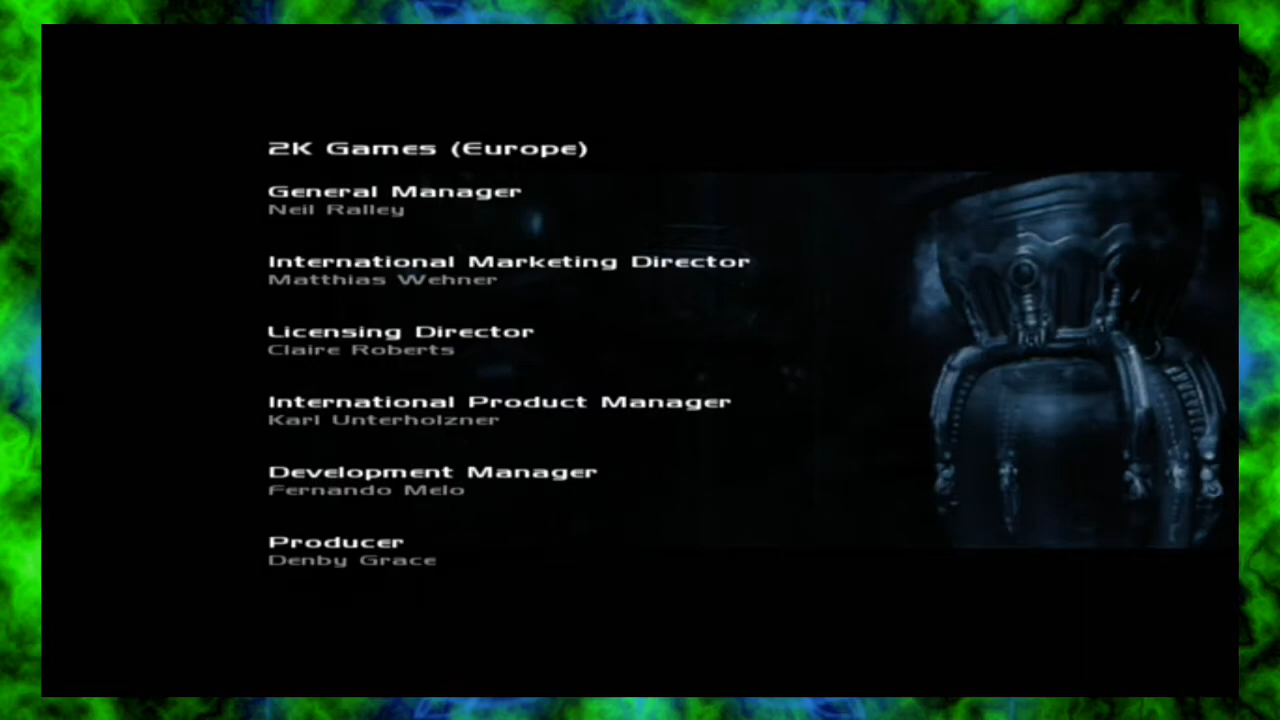 2K Games (Europe)
General Manager
Neil Ralley
International Marketing Director
Matthias Wehner
Licensing Director
Claire Roberts
International Product Manager
Karl Unterholzner
Development Manager
Fernando Melo
Producer
Denby Grace